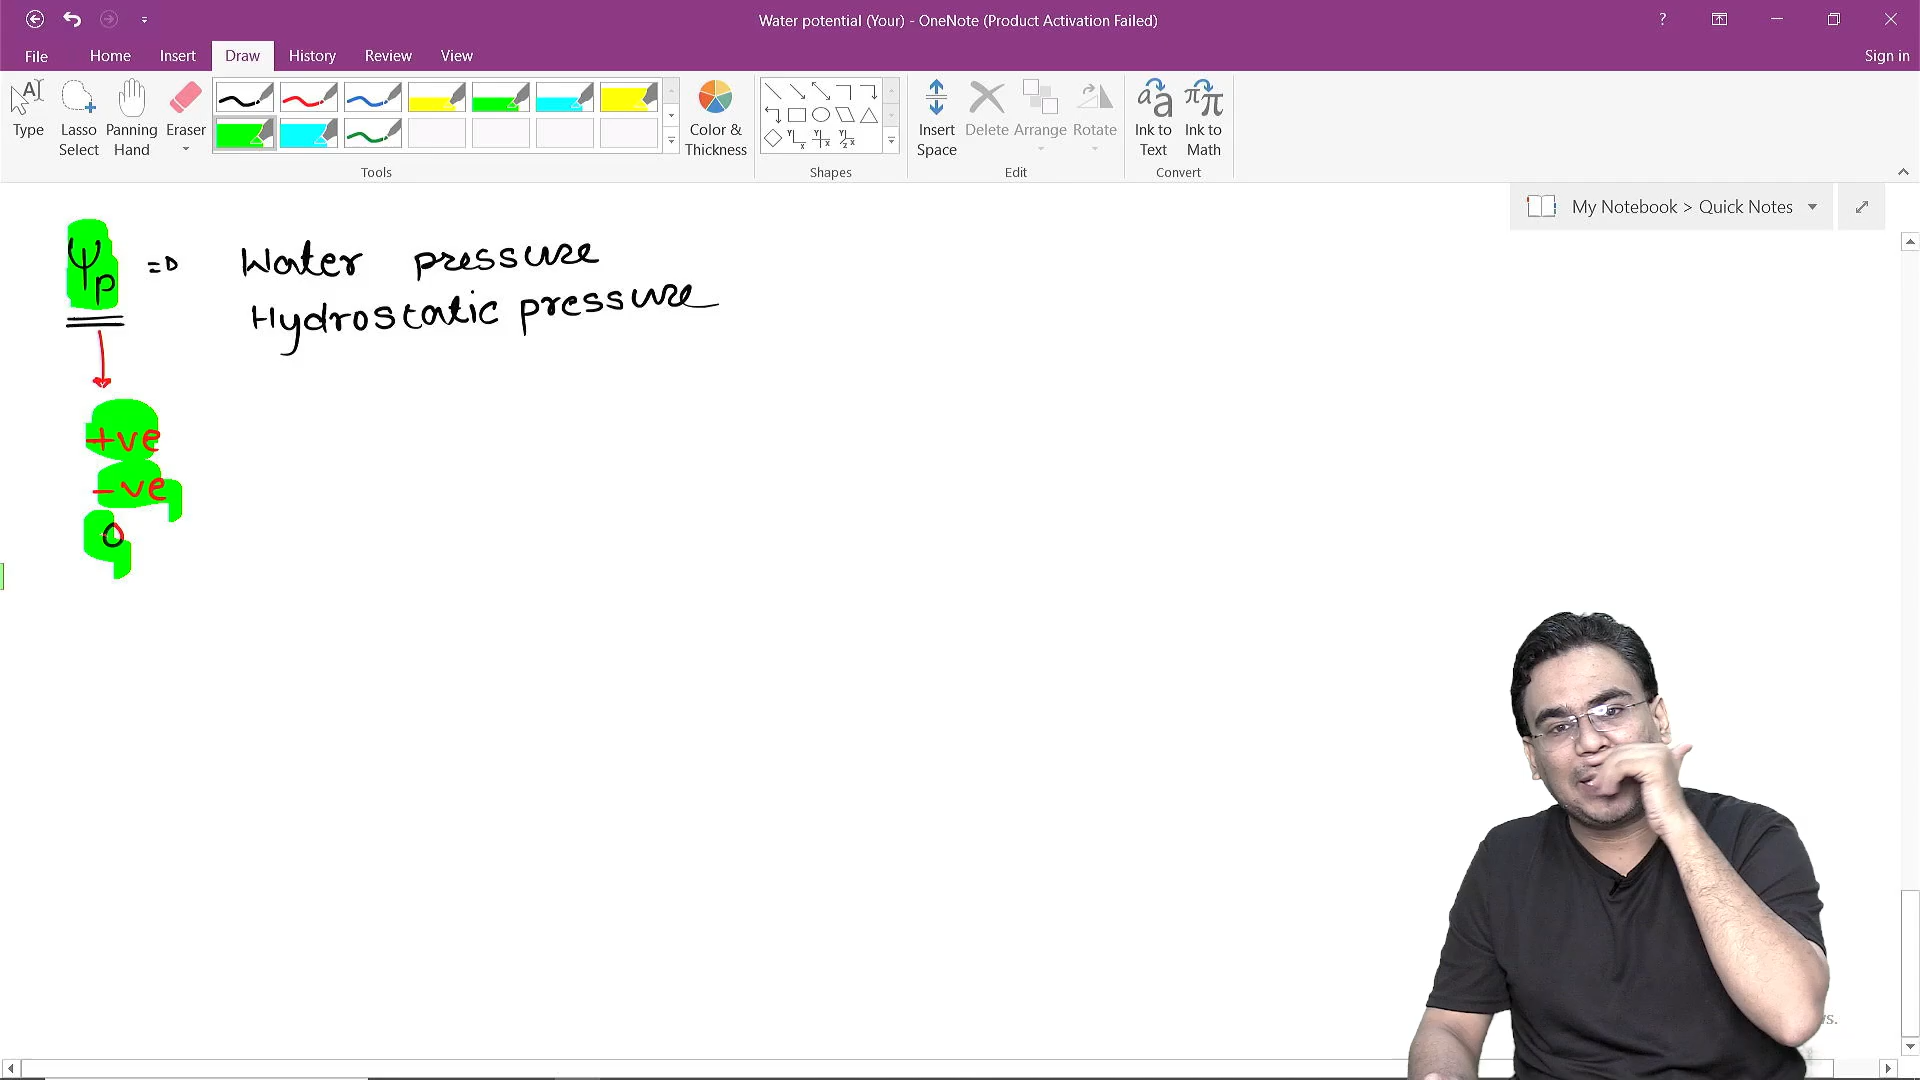 Water potential (Your) - OneNote (Product Activation Failed)
?
File Home Insert Draw History Review View
Sign in
Type
Lasso Select
Panning Hand
Eraser
Color & Thickness
Insert Space
Delete
Arrange
Rotate
Ink to Text
Ink to Math
Tools
Shapes
Edit
Convert
My Notebook > Quick Notes
Ψp => Water pressure
Hydrostatic pressure
+ve
-ve
0